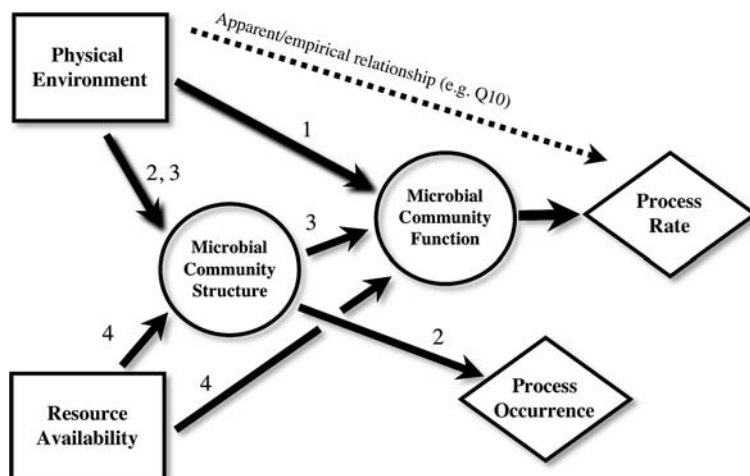 Physical
Environment
Apparent/empirical relationship (e.g. Q10)
1
2, 3
Microbial
Community
Function
Process
Rate
3
Microbial
Community
Structure
4
2
4
Process
Occurrence
Resource
Availability